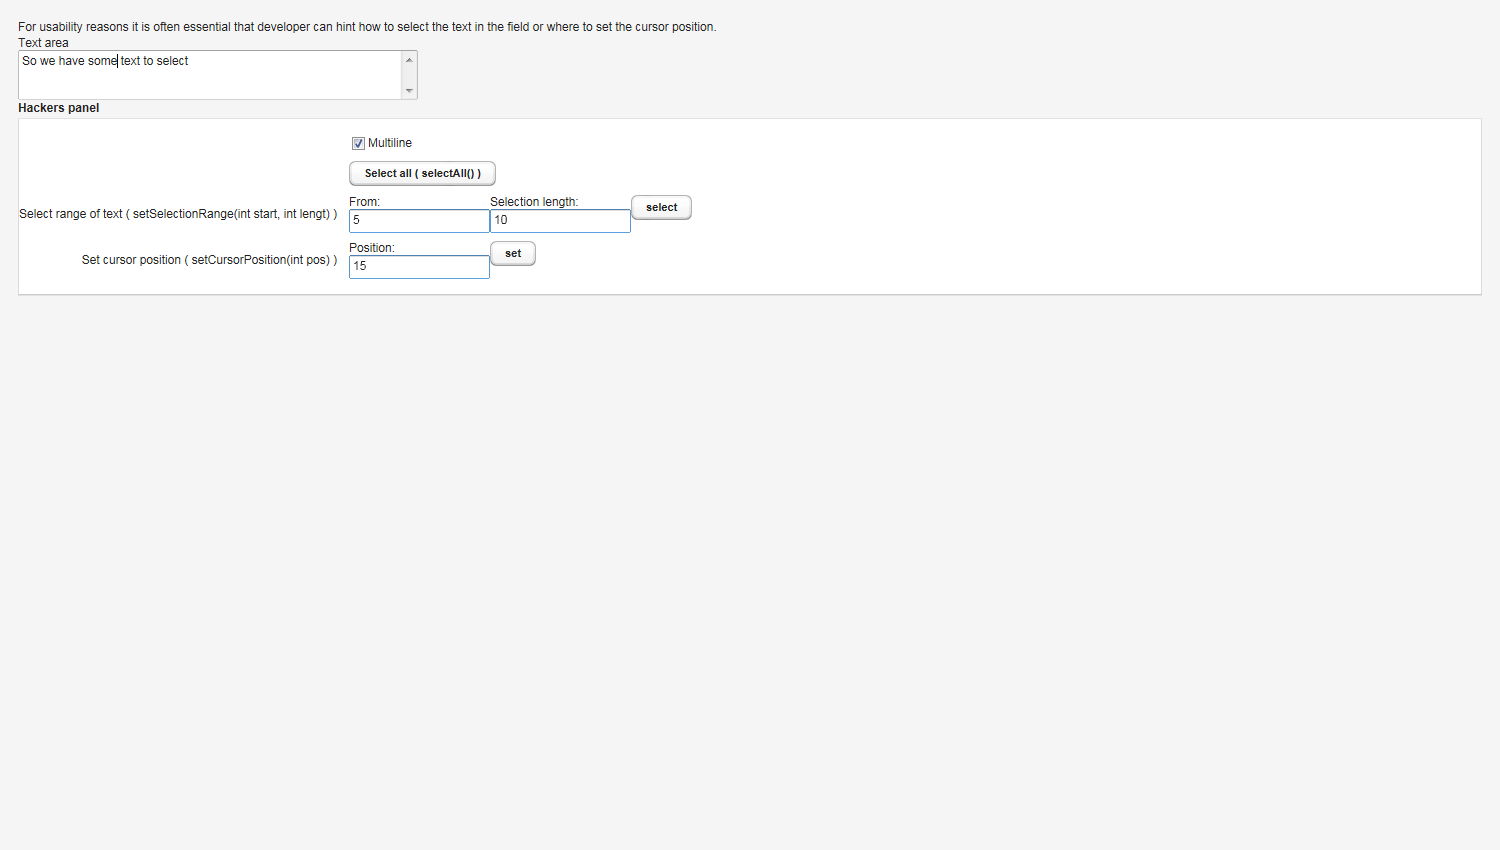 For usability reasons it is often essential that developer can hint how to select the text in the field or where to set the cursor position.
Text area
So we have some text to select
Hackers panel
Multiline
Select all ( selectAll() )
Select range of text ( setSelectionRange(int start, int lengt) )
From:
5
Selection length:
10
select
Set cursor position ( setCursorPosition(int pos) )
Position:
15
set